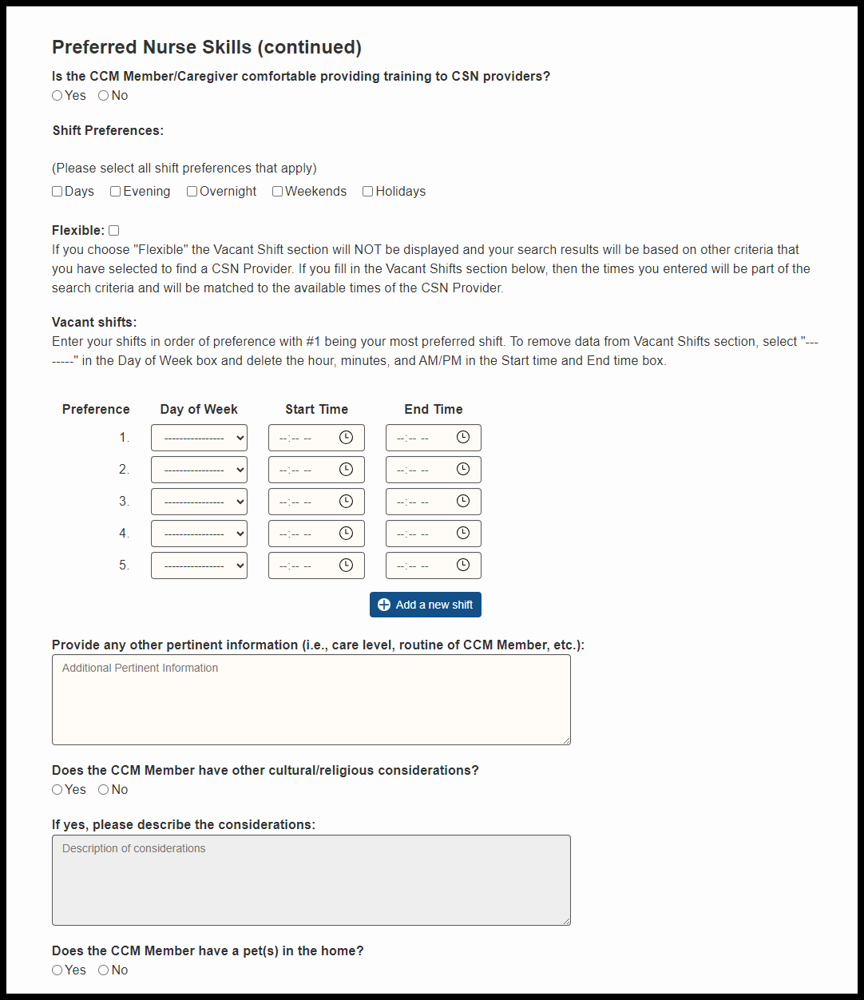 Preferred Nurse Skills (continued)
Is the CCM Member/Caregiver comfortable providing training to CSN providers?
Yes No
Shift Preferences:
(Please select all shift preferences that apply)
Days Evening Overnight Weekends Holidays
Flexible:
If you choose "Flexible" the Vacant Shift section will NOT be displayed and your search results will be based on other criteria that
you have selected to find a CSN Provider. If you fill in the Vacant Shifts section below, then the times you entered will be part of the
search criteria and will be matched to the available times of the CSN Provider.
Vacant shifts:
Enter your shifts in order of preference with #1 being your most preferred shift. To remove data from Vacant Shifts section, select "---
-----" in the Day of Week box and delete the hour, minutes, and AM/PM in the Start time and End time box.
Preference Day of Week Start Time End Time
1. ---------------- --:-- -- --:-- --
2. ---------------- --:-- -- --:-- --
3. ---------------- --:-- -- --:-- --
4. ---------------- --:-- -- --:-- --
5. ---------------- --:-- -- --:-- --
Add a new shift
Provide any other pertinent information (i.e., care level, routine of CCM Member, etc.):
Additional Pertinent Information
Does the CCM Member have other cultural/religious considerations?
Yes No
If yes, please describe the considerations:
Description of considerations
Does the CCM Member have a pet(s) in the home?
Yes No